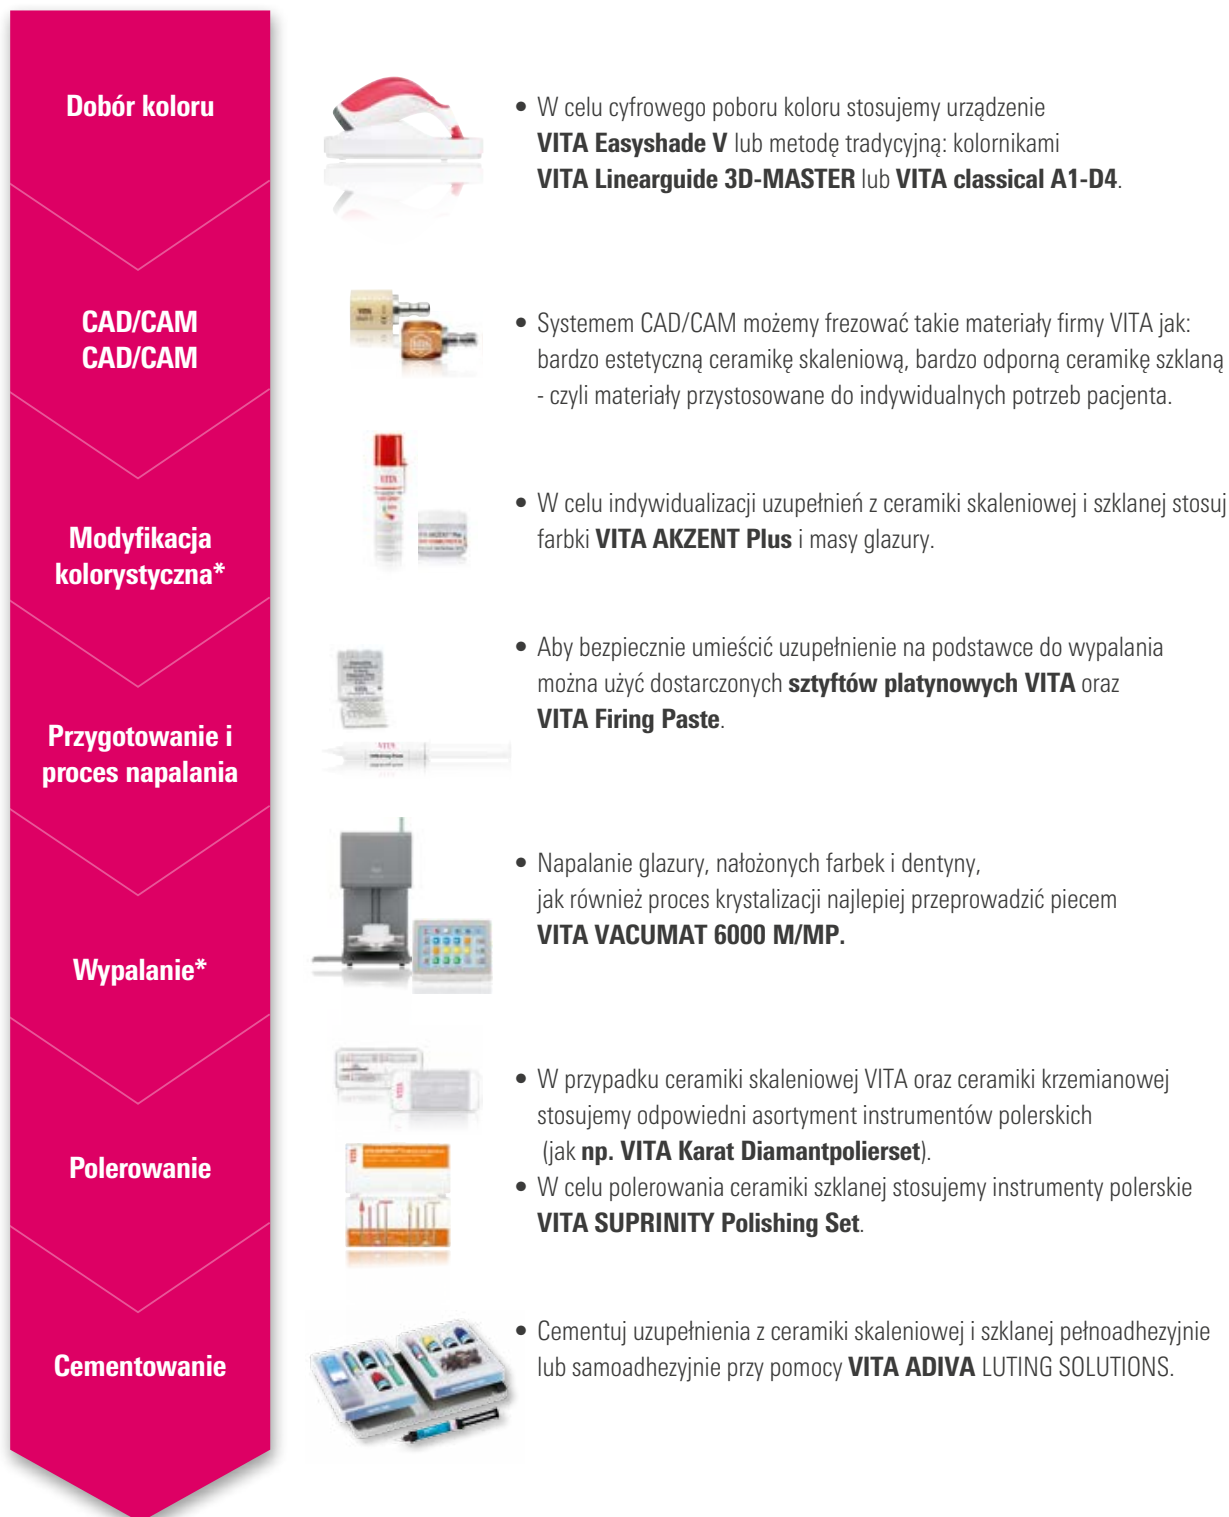 Dobór koloru
• W celu cyfrowego poboru koloru stosujemy urządzenie
VITA Easyshade V lub metodę tradycyjną: kolornikami
VITA Linearguide 3D-MASTER lub VITA classical A1-D4.
CAD/CAM
CAD/CAM
• Systemem CAD/CAM możemy frezować takie materiały firmy VITA jak:
bardzo estetyczną ceramikę skaleniową, bardzo odporną ceramikę szklaną
- czyli materiały przystosowane do indywidualnych potrzeb pacjenta.
Modyfikacja
kolorystyczna*
VITA
• W celu indywidualizacji uzupełnień z ceramiki skaleniowej i szklanej stosuj
farbki VITA AKZENT Plus i masy glazury.
Przygotowanie i
proces napalania
VITA
VITA
• Aby bezpiecznie umieścić uzupełnienie na podstawce do wypalania
można użyć dostarczonych sztyftów platynowych VITA oraz
VITA Firing Paste.
Wypalanie*
• Napalanie glazury, nałożonych farbek i dentyny,
jak również proces krystalizacji najlepiej przeprowadzić piecem
VITA VACUMAT 6000 M/MP.
Polerowanie
VITA
• W przypadku ceramiki skaleniowej VITA oraz ceramiki krzemianowej
stosujemy odpowiedni asortyment instrumentów polerskich
(jak np. VITA Karat Diamantpolierset).
• W celu polerowania ceramiki szklanej stosujemy instrumenty polerskie
VITA SUPRINITY Polishing Set.
Cementowanie
• Cementuj uzupełnienia z ceramiki skaleniowej i szklanej pełnoadhezyjnie
lub samoadhezyjnie przy pomocy VITA ADIVA LUTING SOLUTIONS.